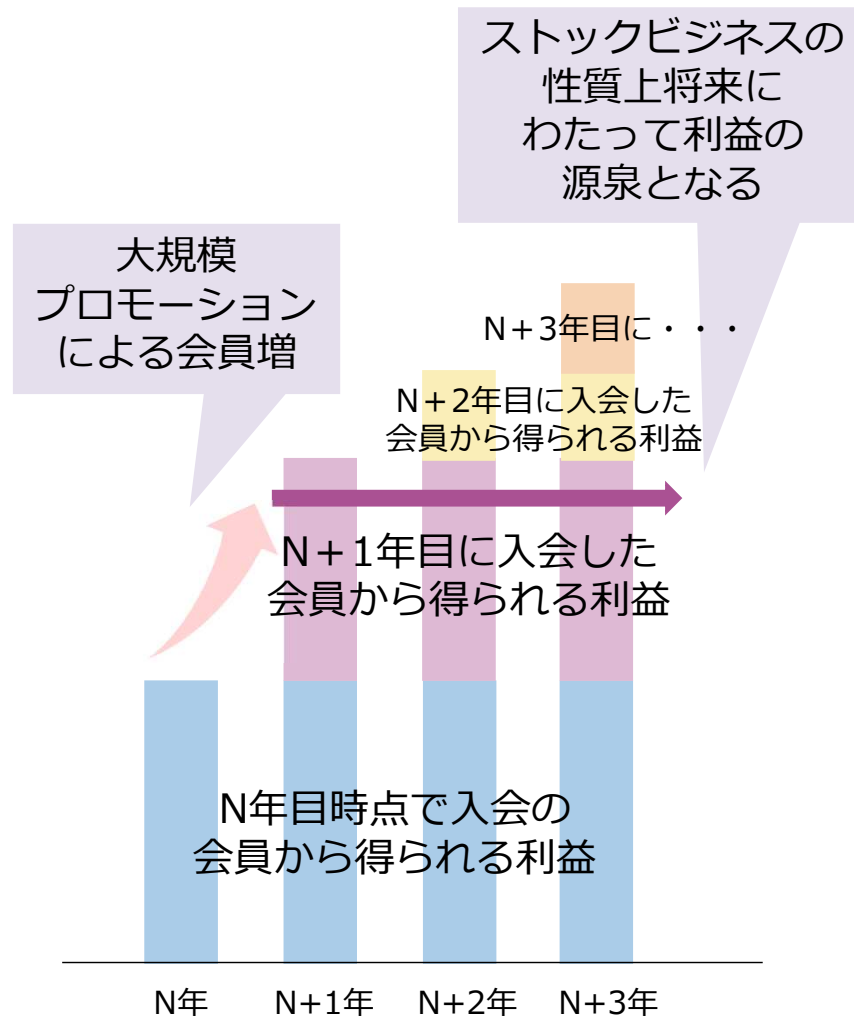 ストックビジネスの
性質上将来に
わたって利益の
源泉となる
大規模
プロモーション
による会員増
N+3年目に・・・
N+2年目に入会した
会員から得られる利益
N+1年目に入会した
会員から得られる利益
N年目時点で入会の
会員から得られる利益
N年 N+1年 N+2年 N+3年